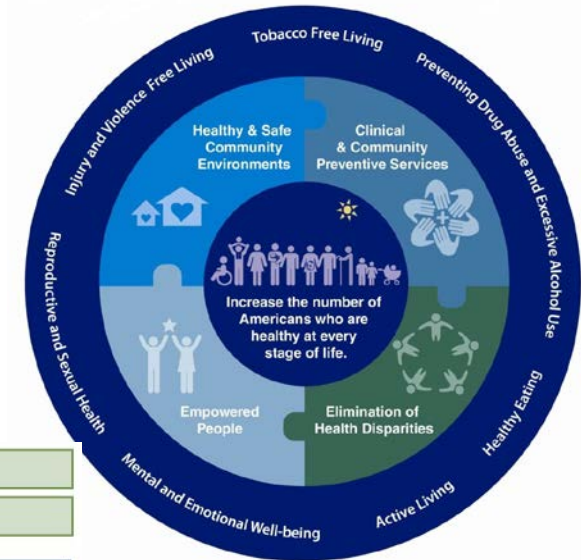 Tobacco Free Living
Preventing Drug Abuse and Excessive Alcohol Use
Healthy Eating
Active Living
Mental and Emotional Well-being
Reproductive and Sexual Health
Injury and Violence Free Living
Healthy & Safe
Community
Environments
Clinical
& Community
Preventive Services
Increase the number of
Americans who are
healthy at every
stage of life.
Empowered
People
Elimination of
Health Disparities